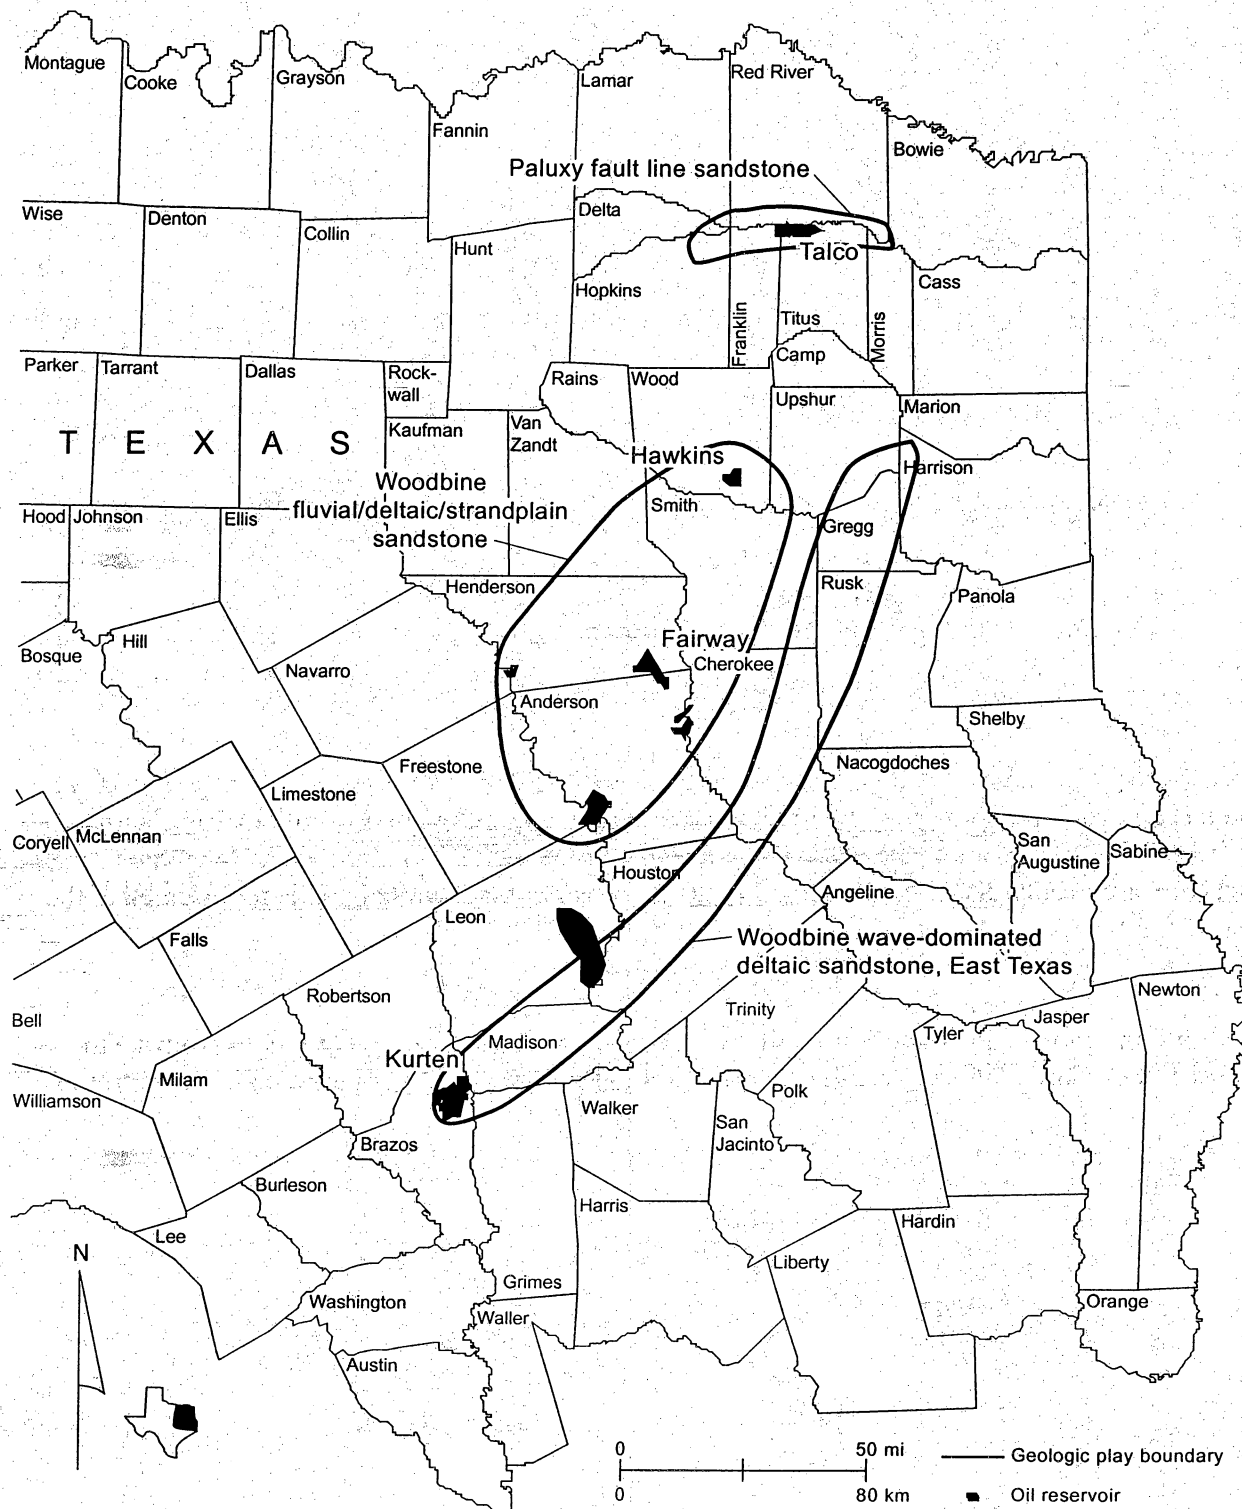 Montague
Cooke
Grayson
Fannin
Lamar
Red River
Bowie
Paluxy fault line sandstone
Wise
Denton
Collin
Hunt
Delta
Talco
Hopkins
Franklin
Titus
Morris
Cass
Camp
Parker
Tarrant
Dallas
Rock-
wall
Rains
Wood
Upshur
Marion
TEXAS
Kaufman
Van
Zandt
Hawkins
Harrison
Woodbine
fluvial/deltaic/strandplain
sandstone
Smith
Gregg
Hood
Johnson
Ellis
Henderson
Rusk
Panola
Bosque
Hill
Navarro
Fairway
Cherokee
Anderson
Shelby
Freestone
Nacogdoches
Limestone
Coryell
McLennan
San
Augustine
Sabine
Houston
Angeline
Leon
Falls
Woodbine wave-dominated
deltaic sandstone, East Texas
Robertson
Trinity
Newton
Bell
Jasper
Tyler
Madison
Kurten
Milam
Polk
Williamson
Walker
San
Jacinto
Brazos
Burleson
Harris
Hardin
Lee
N
Liberty
Grimes
Washington
Waller
Orange
Austin
0
50 mi
0
80 km
Geologic play boundary
Oil reservoir